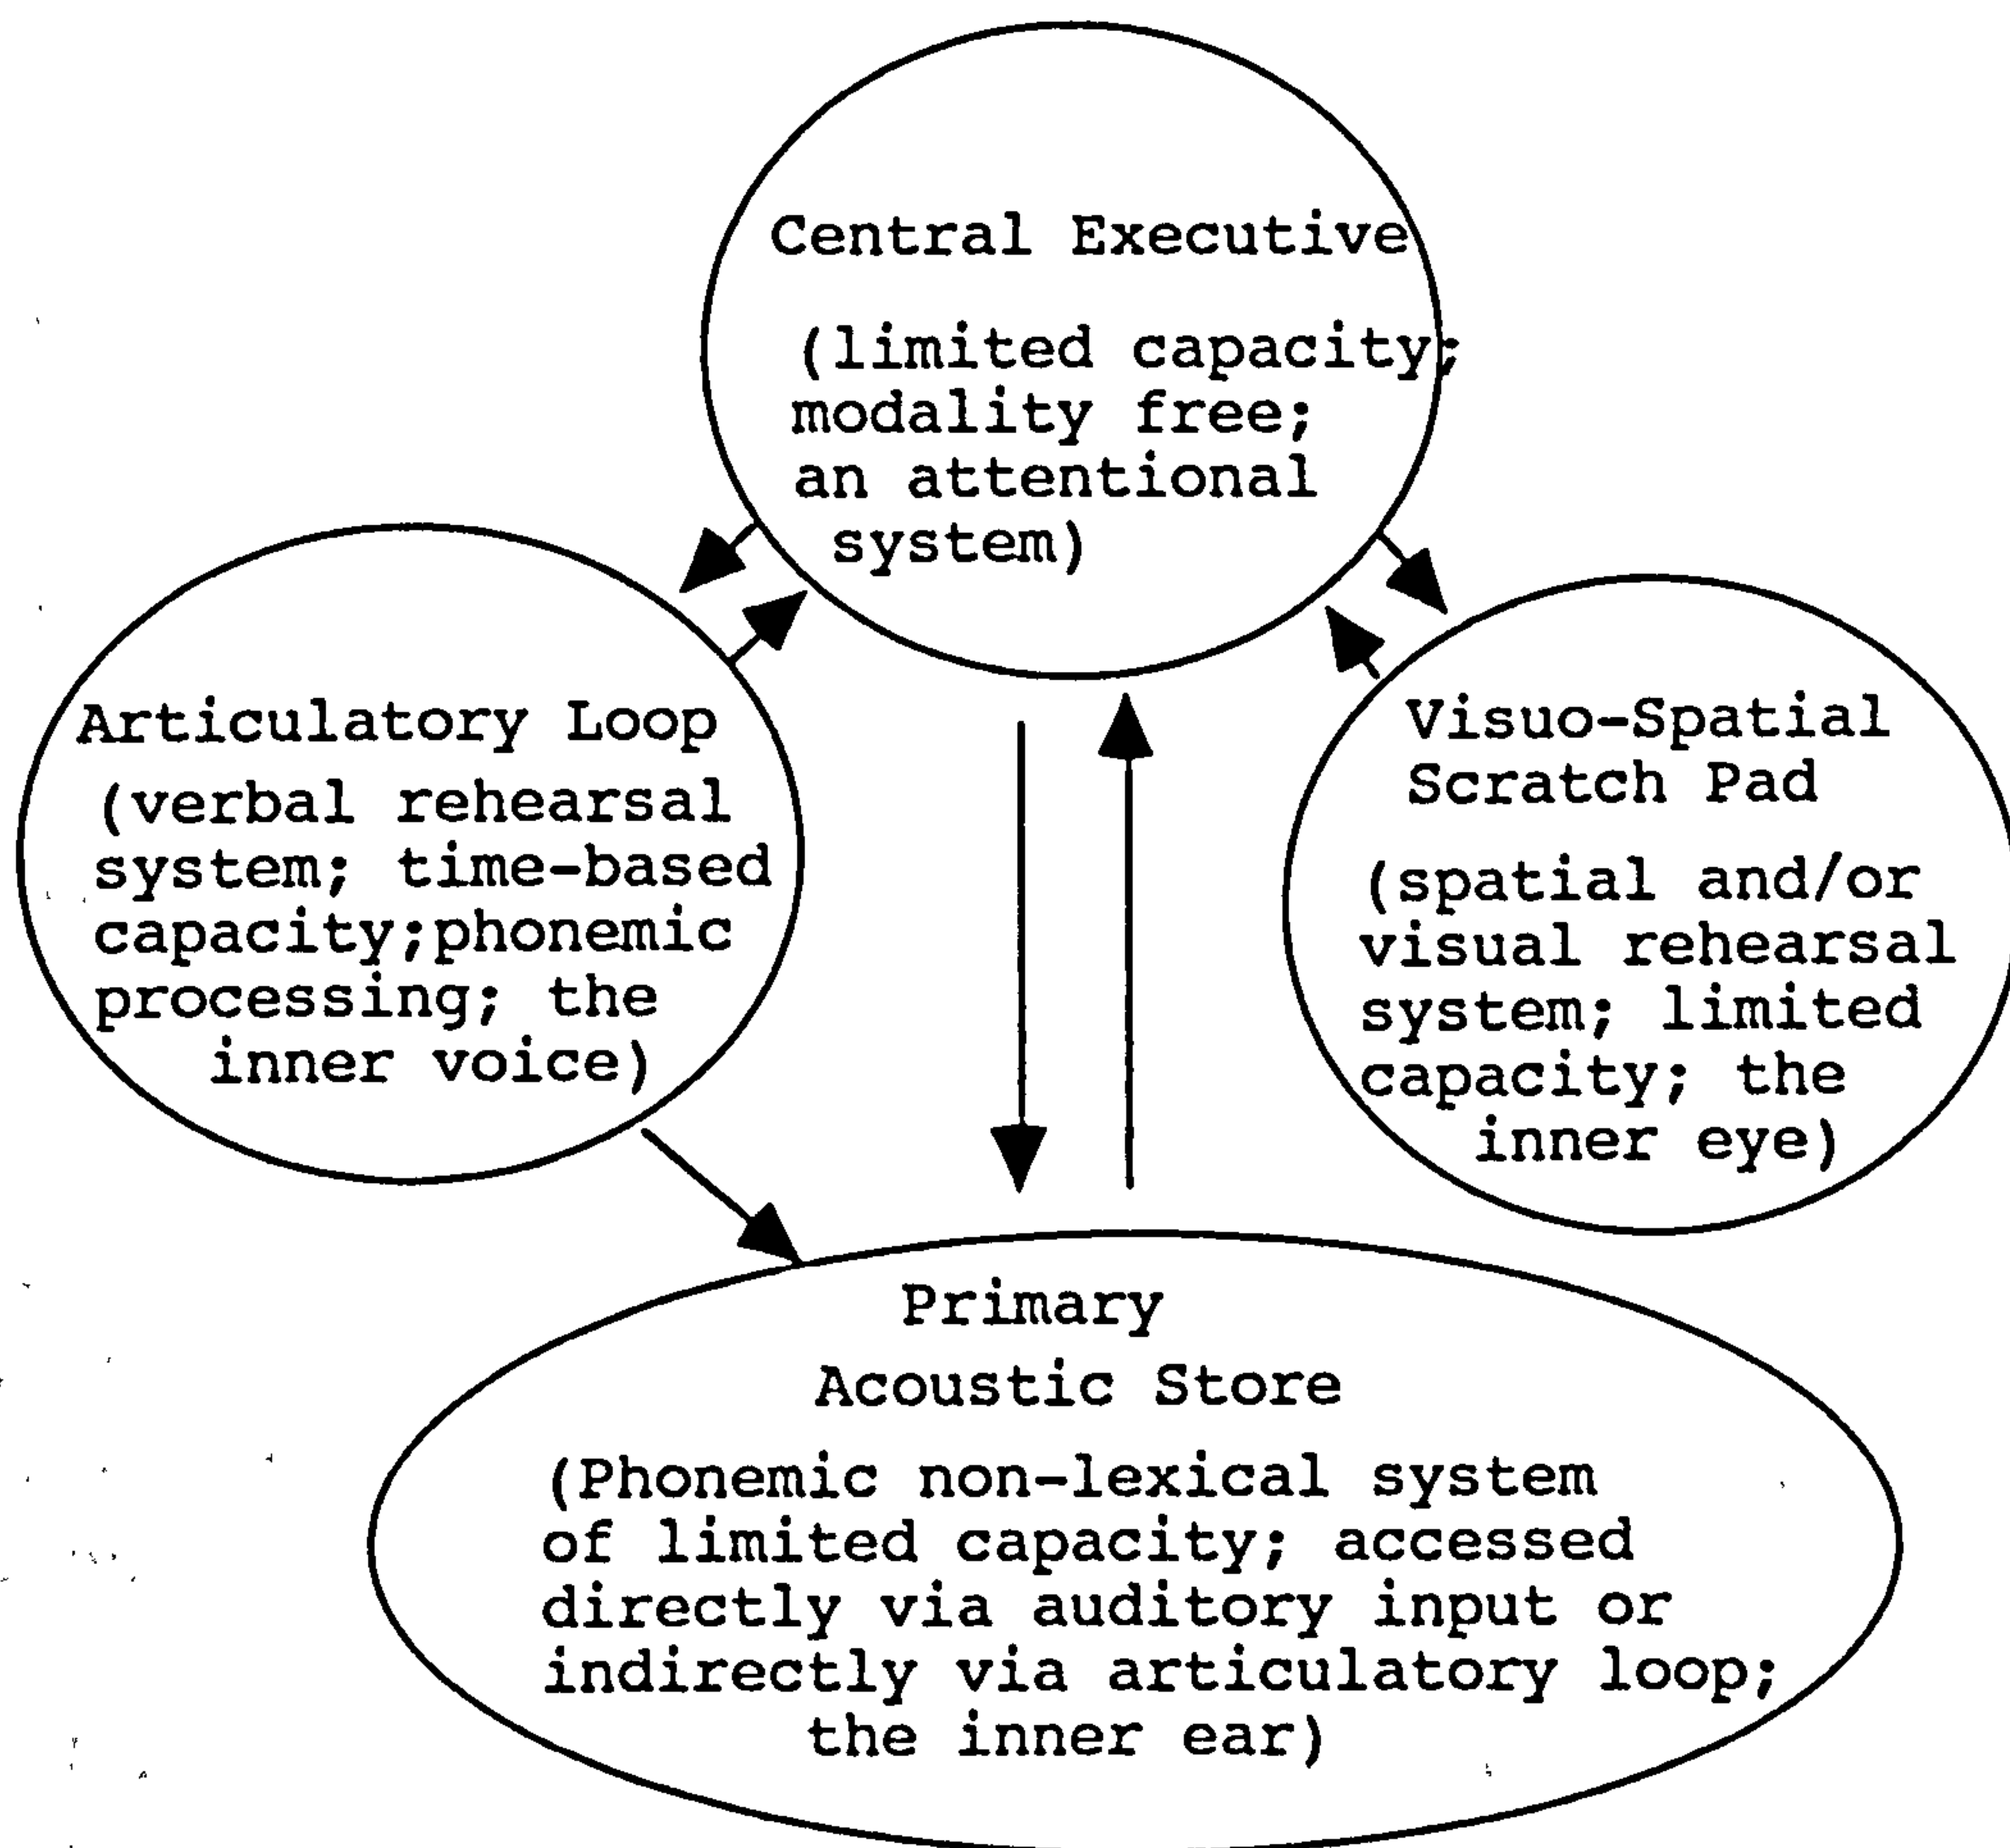 Central Executive
(limited capacity;
modality free;
an attentional
system)
Articulatory Loop
(verbal rehearsal
system; time-based
capacity;phonemic
processing; the
inner voice)
Visuo-Spatial
Scratch Pad
(spatial and/or
visual rehearsal
system; limited
capacity; the
inner eye)
Primary
Acoustic Store
(Phonemic non-lexical system
of limited capacity; accessed
directly via auditory input or
indirectly via articulatory loop;
the inner ear)